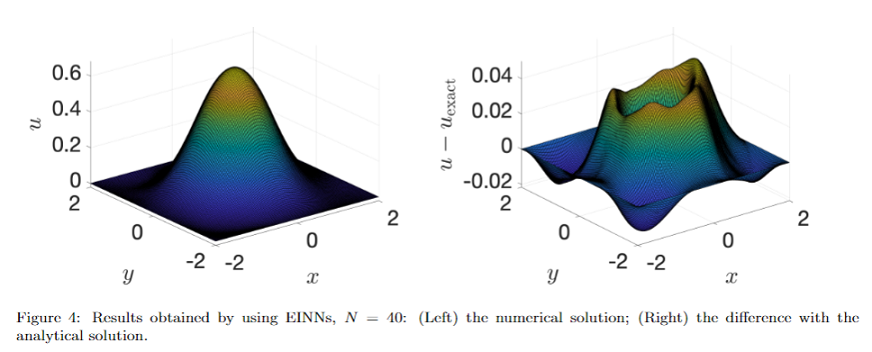 0.6
0.4
0.2
0
u
2
0
-2
y
-2
0
2
x
0.04
0.02
0
-0.02
u − u_exact
2
0
-2
y
-2
0
2
x
Figure 4: Results obtained by using EINNs, N = 40: (Left) the numerical solution; (Right) the difference with the
analytical solution.